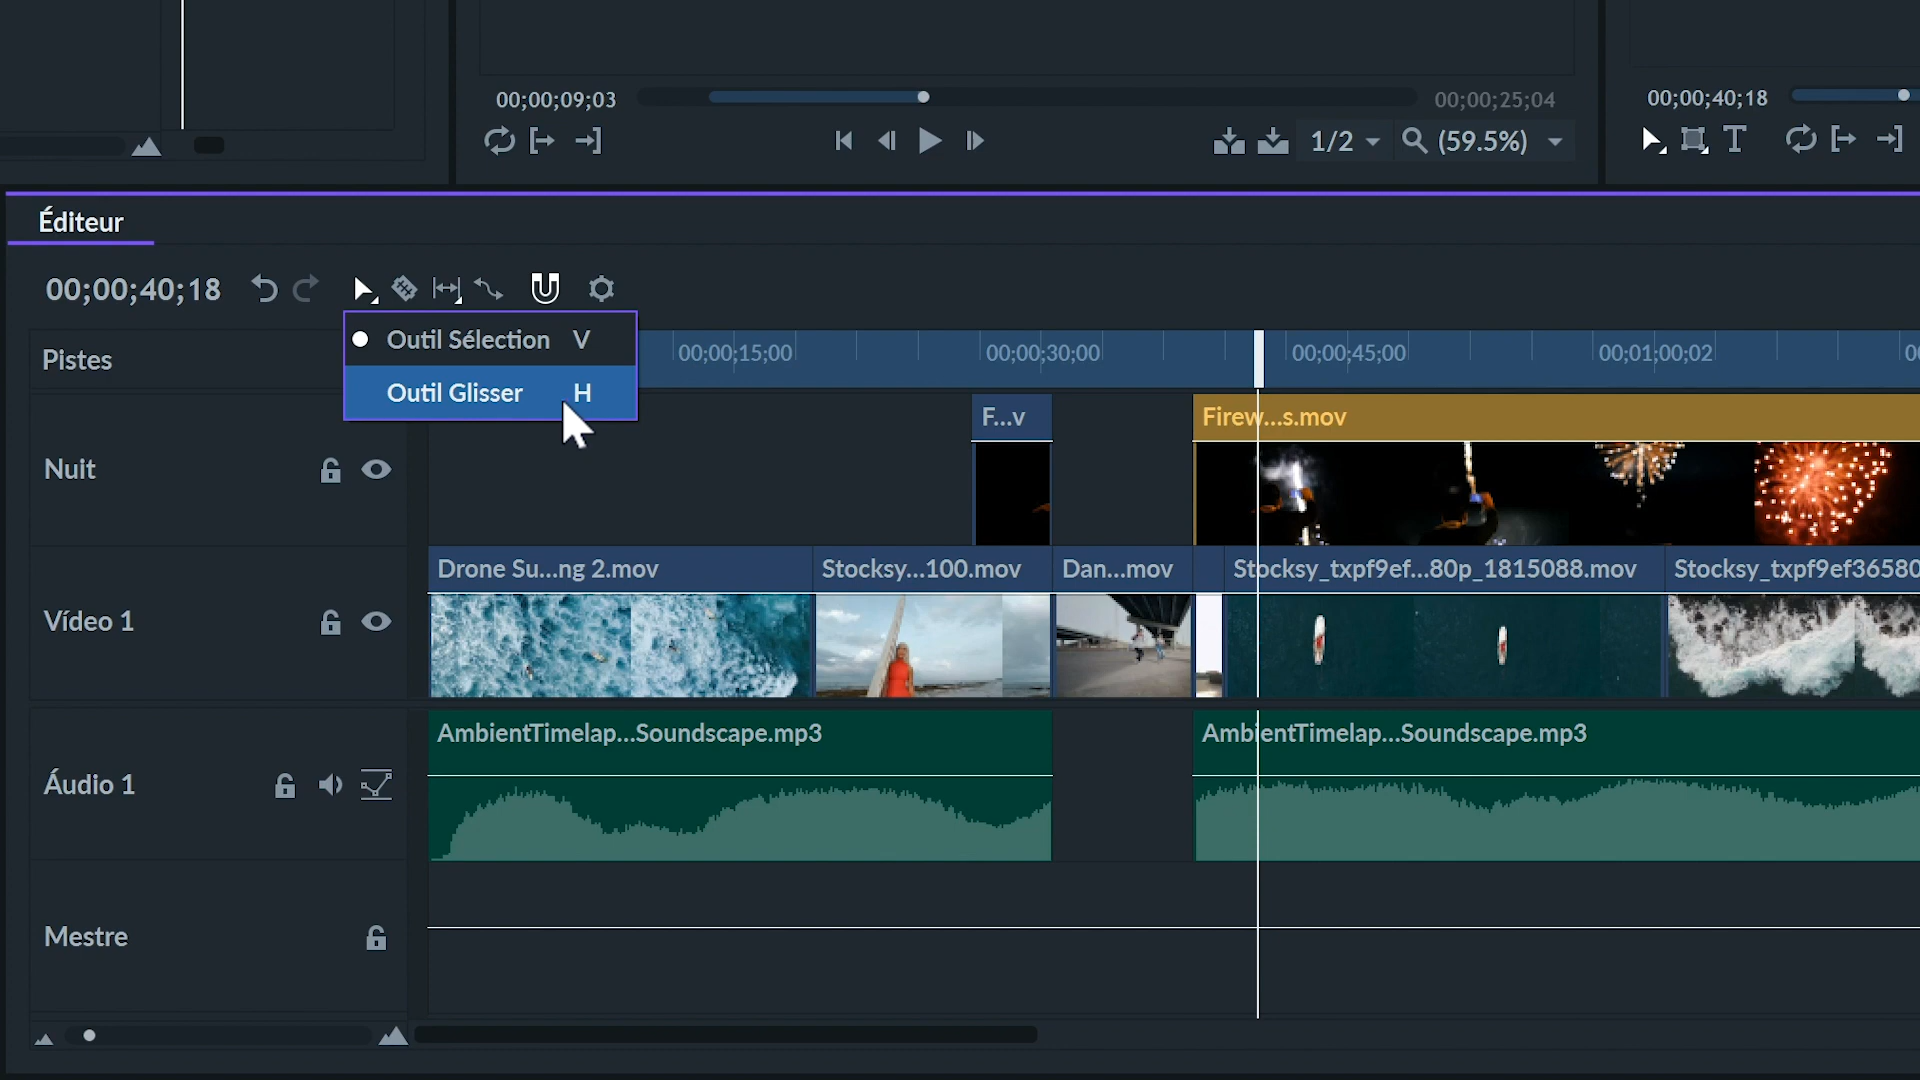 00;00;09;03
00;00;25;04
1/2
(59.5%)
00;00;40;18
T
Éditeur
00;00;40;18
Outil Sélection V
Outil Glisser H
Pistes
00;00;15;00
00;00;30;00
00;00;45;00
00;01;00;02
F...v
Firew...s.mov
Nuit
Drone Su...ng 2.mov
Stocksy...100.mov
Dan...mov
Stocksy_txpf9ef...80p_1815088.mov
Stocksy_txpf9ef36580
Vídeo 1
AmbientTimelap...Soundscape.mp3
AmbientTimelap...Soundscape.mp3
Áudio 1
Mestre